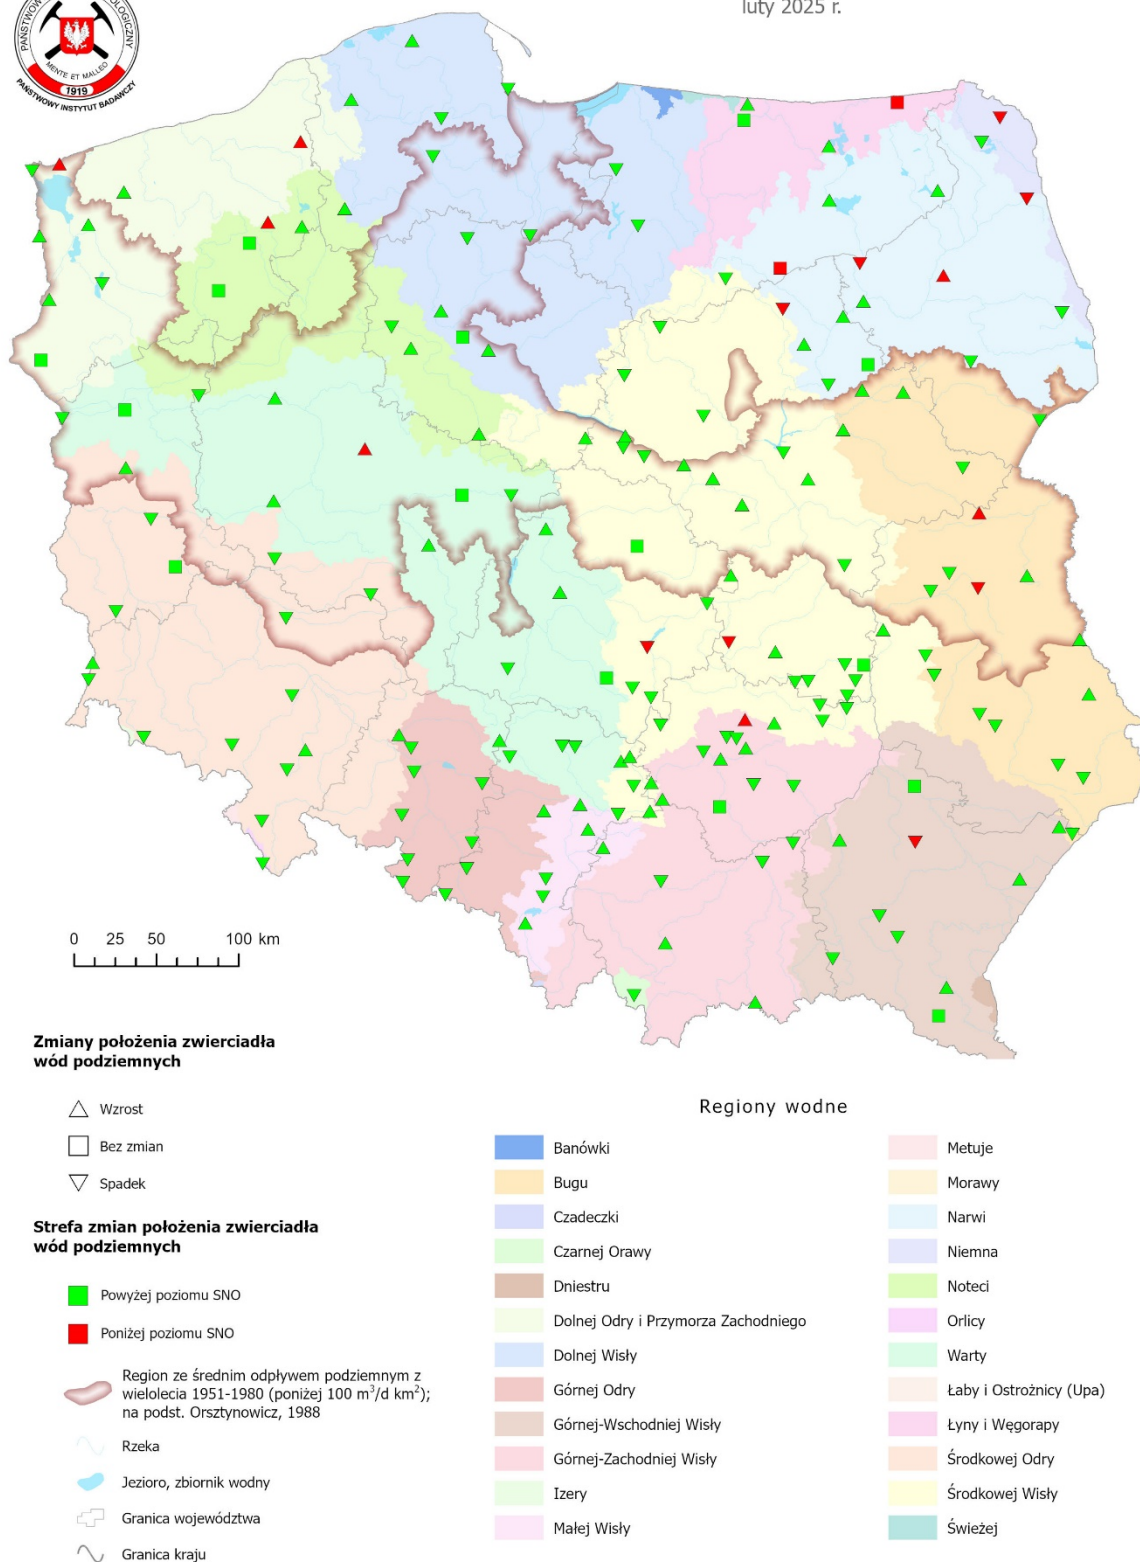 luty 2025 r.
PAŃSTWOWY
OLOGICZNY
MENTE ET MALLEO
1919
PAŃSTWOWY INSTYTUT BADAWCZY
0 25 50 100 km
Zmiany położenia zwierciadła
wód podziemnych
Wzrost
Bez zmian
Spadek
Strefa zmian położenia zwierciadła
wód podziemnych
Powyżej poziomu SNO
Poniżej poziomu SNO
Region ze średnim odpływem podziemnym z
wielolecia 1951-1980 (poniżej 100 m³/d km²);
na podst. Orsztynowicz, 1988
Rzeka
Jezioro, zbiornik wodny
Granica województwa
Granica kraju
Regiony wodne
Banówki
Bugu
Czadeczki
Czarnej Orawy
Dniestru
Dolnej Odry i Przymorza Zachodniego
Dolnej Wisły
Górnej Odry
Górnej-Wschodniej Wisły
Górnej-Zachodniej Wisły
Izery
Małej Wisły
Metuje
Morawy
Narwi
Niemna
Noteci
Orlicy
Warty
Łaby i Ostrożnicy (Upa)
Łyny i Węgorapy
Środkowej Odry
Środkowej Wisły
Świeżej